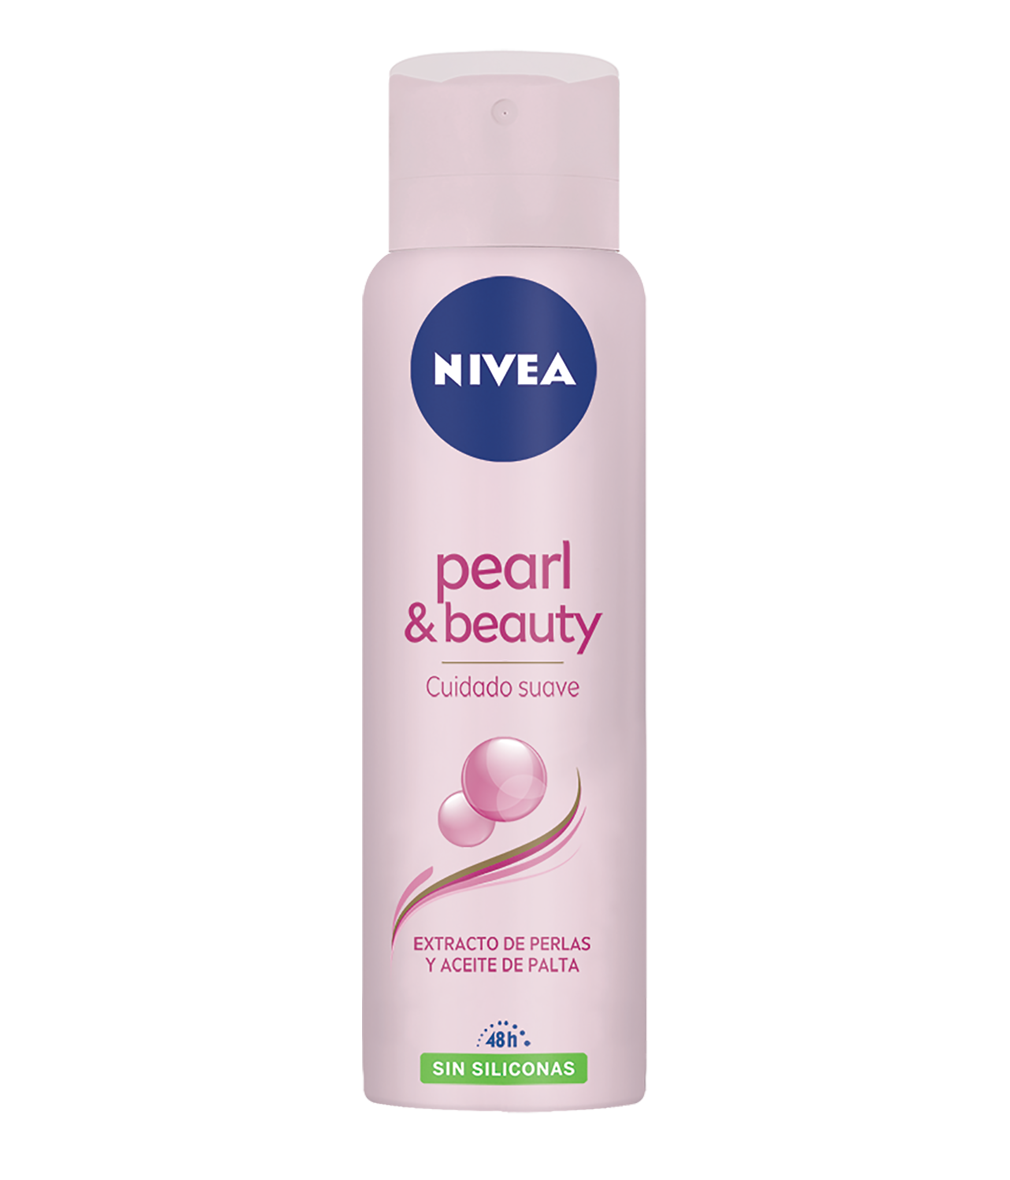 NIVEA
pearl
& beauty
Cuidado suave
EXTRACTO DE PERLAS
Y ACEITE DE PALTA
48h
SIN SILICONAS